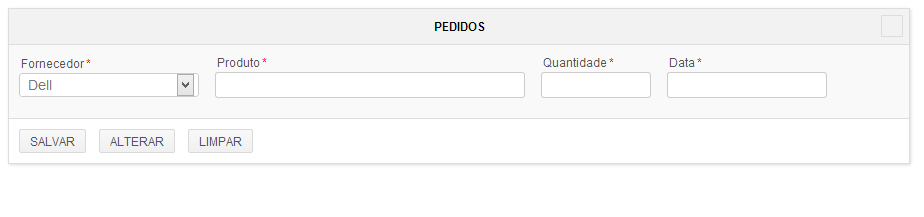 PEDIDOS
Fornecedor * Produto * Quantidade * Data *
Dell
SALVAR ALTERAR LIMPAR